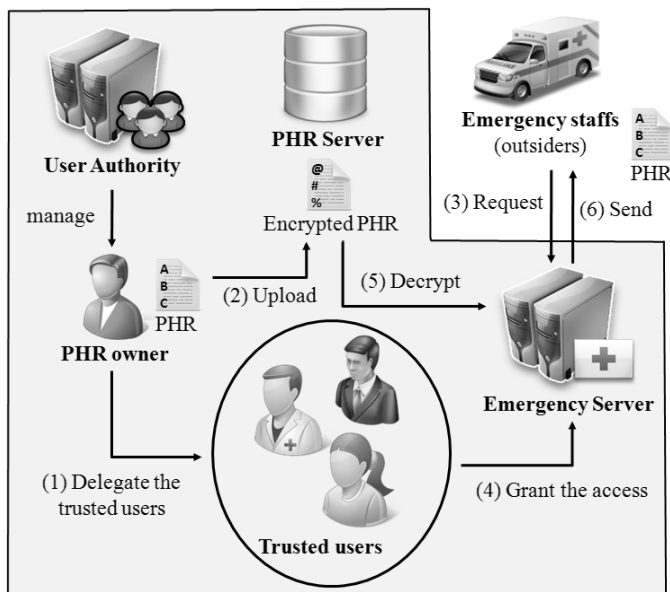 User Authority
manage
A
B
C
PHR
PHR owner
(1) Delegate the
trusted users
(2) Upload
PHR Server
@
#
%
Encrypted PHR
Trusted users
Emergency staffs
(outsiders)
A
B
C
PHR
(3) Request
(6) Send
(5) Decrypt
Emergency Server
(4) Grant the access